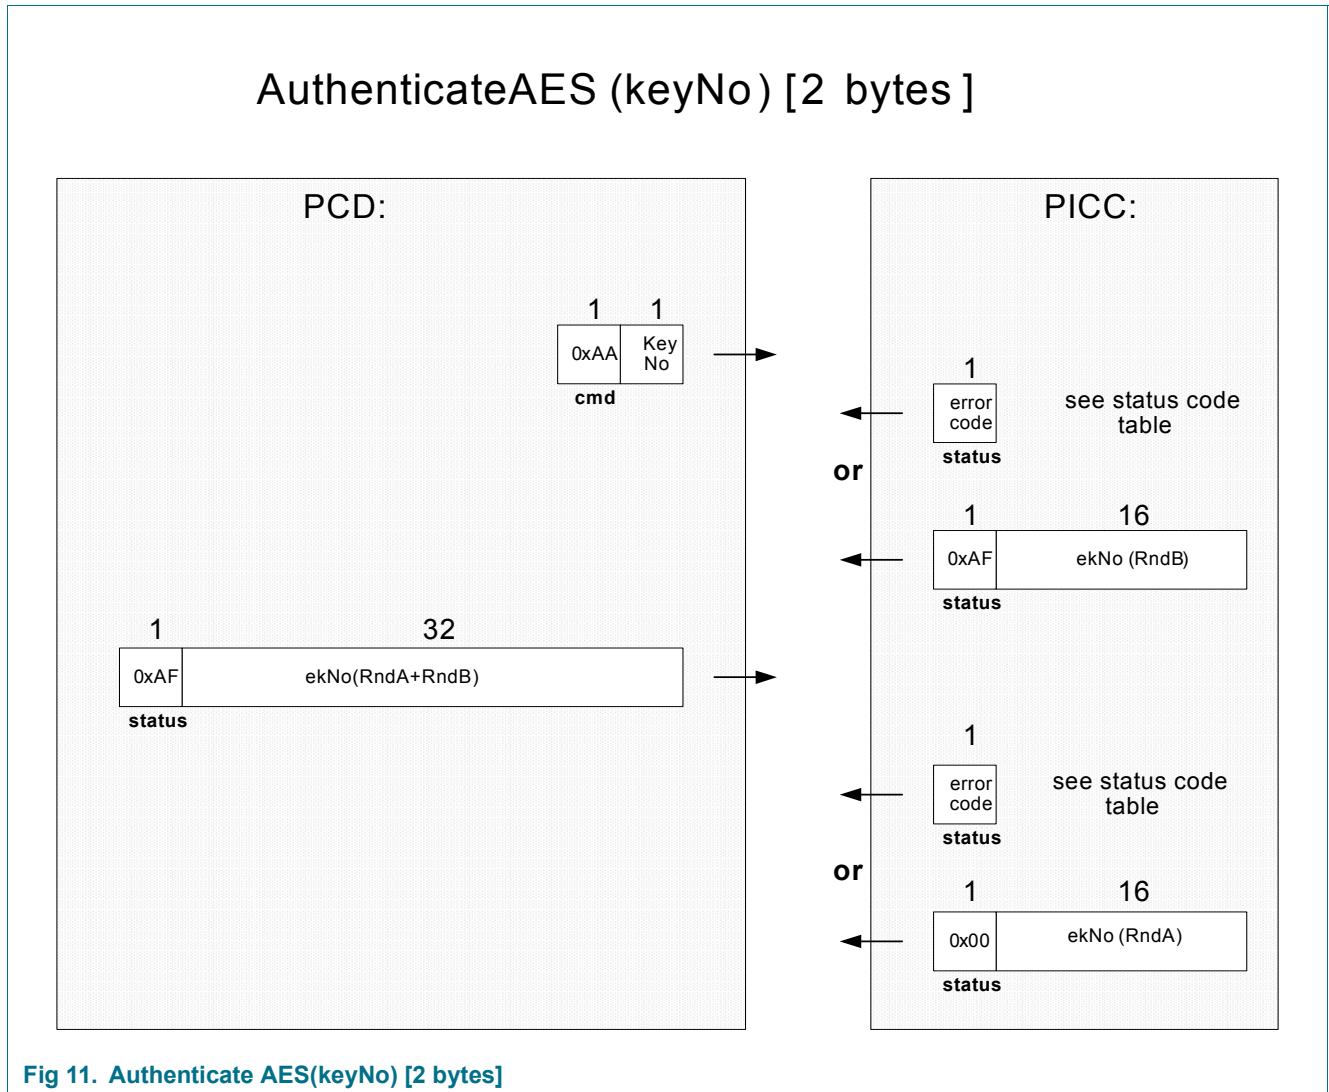 AuthenticateAES (keyNo) [2 bytes]
PCD:
PICC:
1 1
0xAA Key No
cmd
1
error code
see status code table
status
or
1 16
0xAF ekNo (RndB)
status
1 32
0xAF ekNo(RndA+RndB)
status
1
error code
see status code table
status
or
1 16
0x00 ekNo (RndA)
status
Fig 11. Authenticate AES(keyNo) [2 bytes]